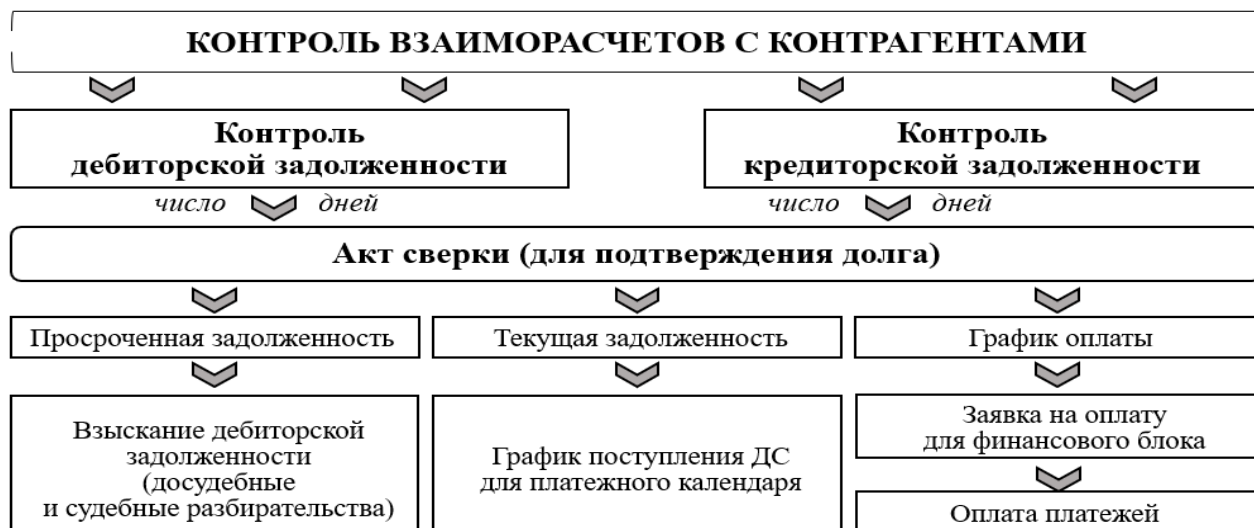 КОНТРОЛЬ ВЗАИМОРАСЧЕТОВ С КОНТРАГЕНТАМИ
Контроль
дебиторской задолженности
Контроль
кредиторской задолженности
число дней
число дней
Акт сверки (для подтверждения долга)
Просроченная задолженность
Текущая задолженность
График оплаты
Взыскание дебиторской
задолженности
(досудебные
и судебные разбирательства)
График поступления ДС
для платежного календаря
Заявка на оплату
для финансового блока
Оплата платежей